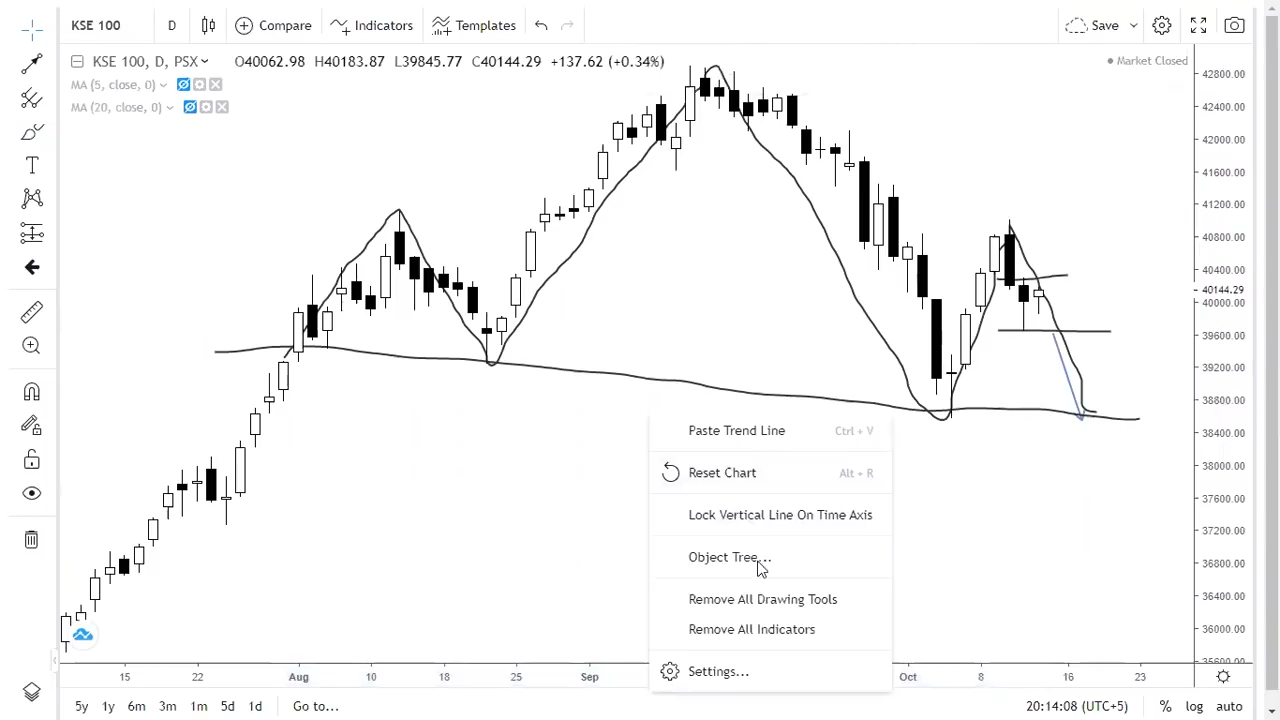 KSE 100 D Compare Indicators Templates Save
KSE 100, D, PSX O40062.98 H40183.87 L39845.77 C40144.29 +137.62 (+0.34%) Market Closed
MA (5, close, 0)
MA (20, close, 0)
42800.00
42400.00
42000.00
41600.00
41200.00
40800.00
40400.00
40144.29
40000.00
39600.00
39200.00
38800.00
38400.00
38000.00
37600.00
37200.00
36800.00
36400.00
36000.00
35600.00
T
Paste Trend Line Ctrl + V
Reset Chart Alt + R
Lock Vertical Line On Time Axis
Object Tree...
Remove All Drawing Tools
Remove All Indicators
Settings...
15 22 Aug 10 17 25 Sep Oct 8 16 23
5y 1y 6m 3m 1m 5d 1d Go to... 20:14:08 (UTC+5) % log auto